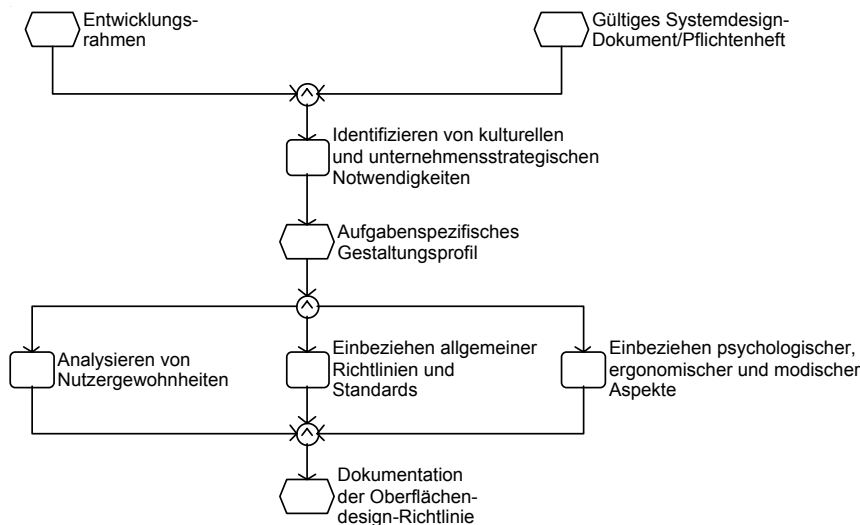 Entwicklungs-
rahmen
Gültiges Systemdesign-
Dokument/Pflichtenheft
^
Identifizieren von kulturellen
und unternehmensstrategischen
Notwendigkeiten
Aufgabenspezifisches
Gestaltungsprofil
^
Analysieren von
Nutzergewohnheiten
Einbeziehen allgemeiner
Richtlinien und
Standards
Einbeziehen psychologischer,
ergonomischer und modischer
Aspekte
^
Dokumentation
der Oberflächen-
design-Richtlinie